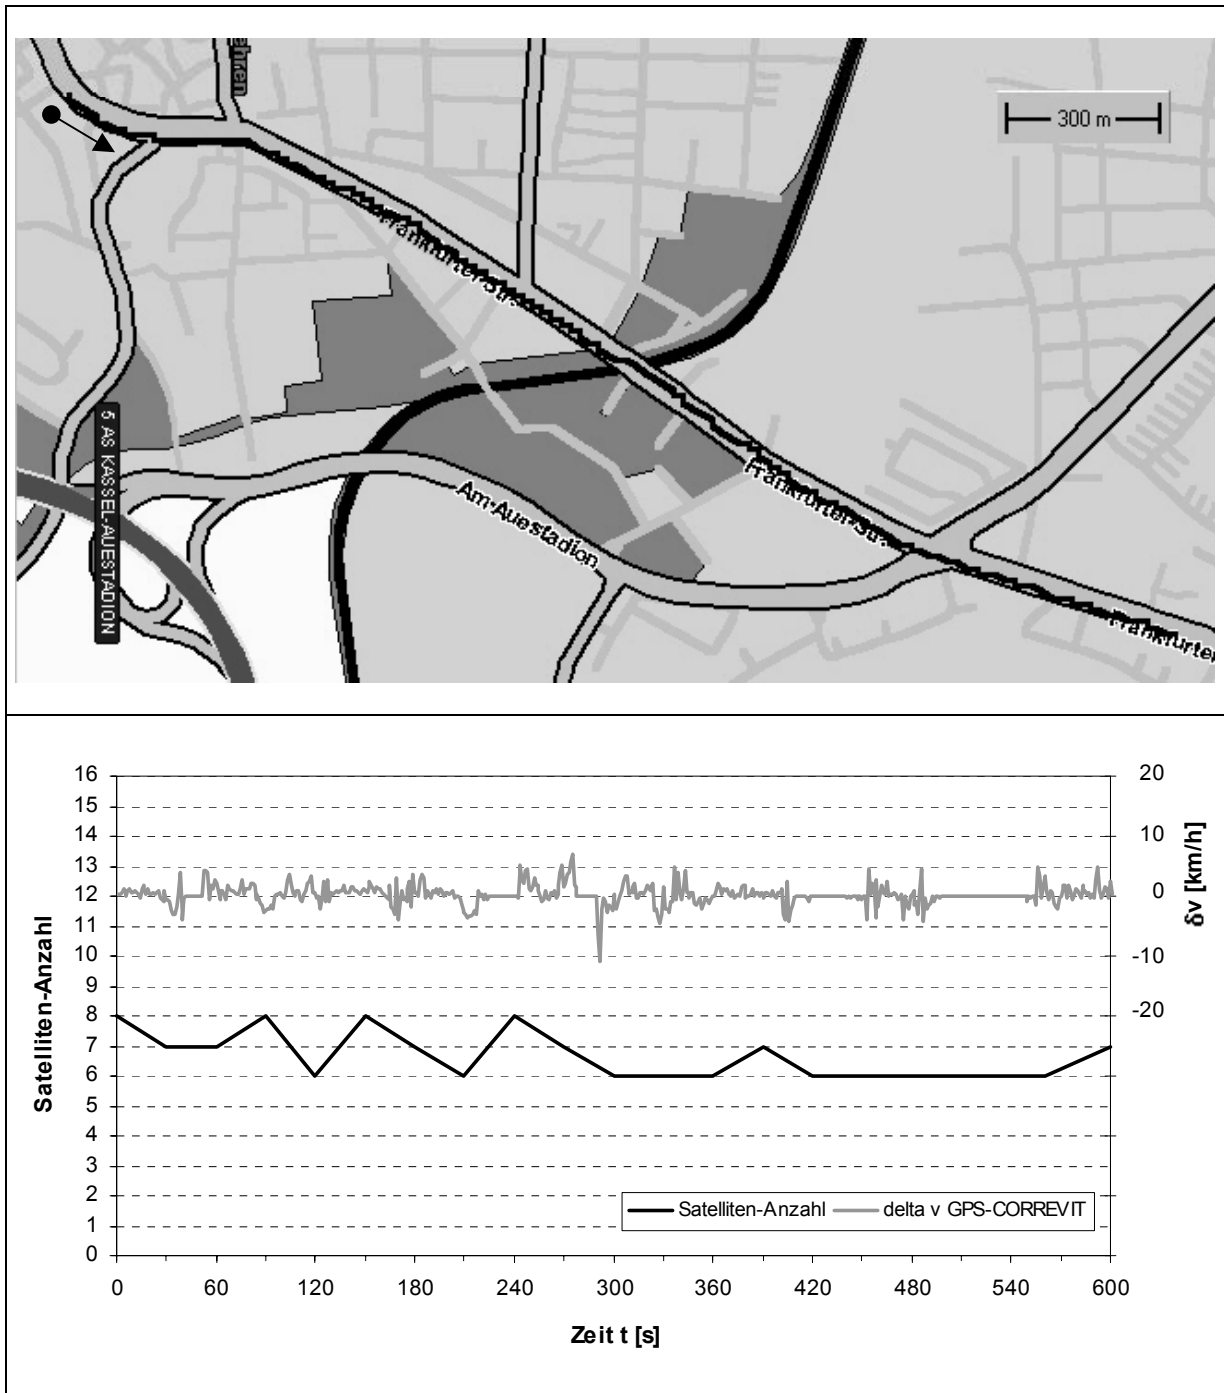 ehren
300 m
Frankfurter-Str.
5 AS KASSEL-AUESTADION
Am-Auestadion
Frankfurter-Str.
Frankfurter
16
15
14
13
12
11
10
9
8
7
6
5
4
3
2
1
0
Satelliten-Anzahl
20
10
0
-10
-20
δv [km/h]
Satelliten-Anzahl
delta v GPS-CORREVIT
0 60 120 180 240 300 360 420 480 540 600
Zeit t [s]